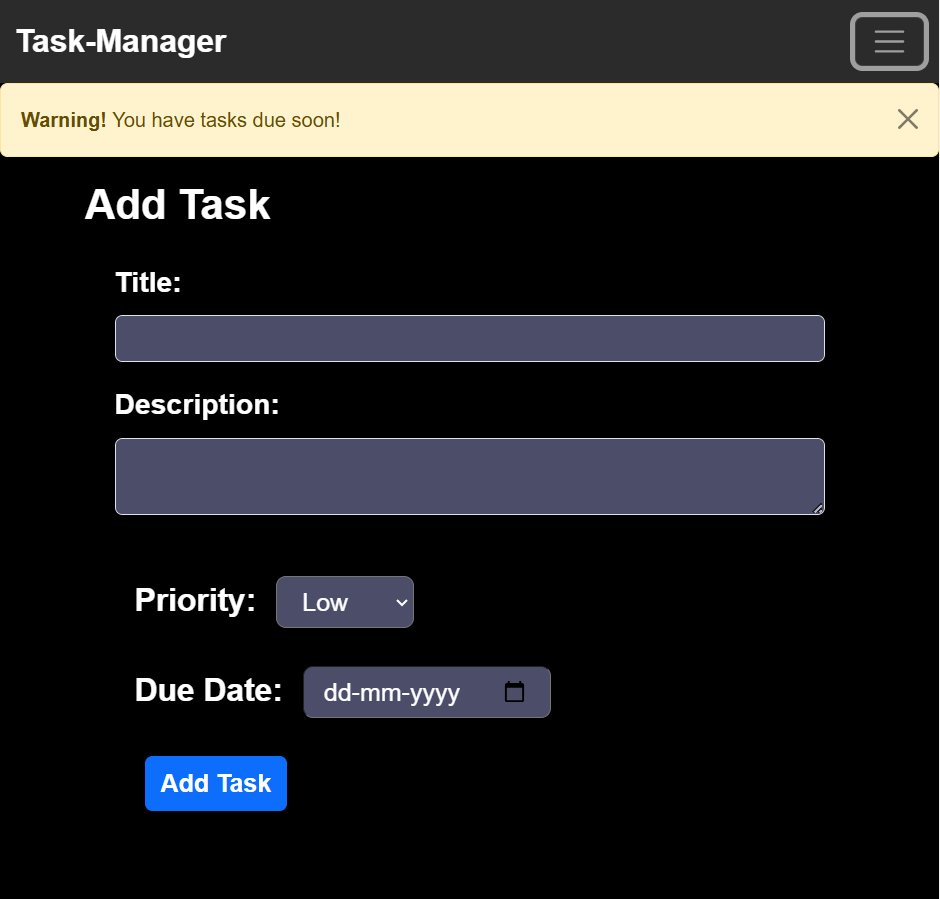 Task-Manager
Warning! You have tasks due soon!
Add Task
Title:
Description:
Priority: Low
Due Date: dd-mm-yyyy
Add Task